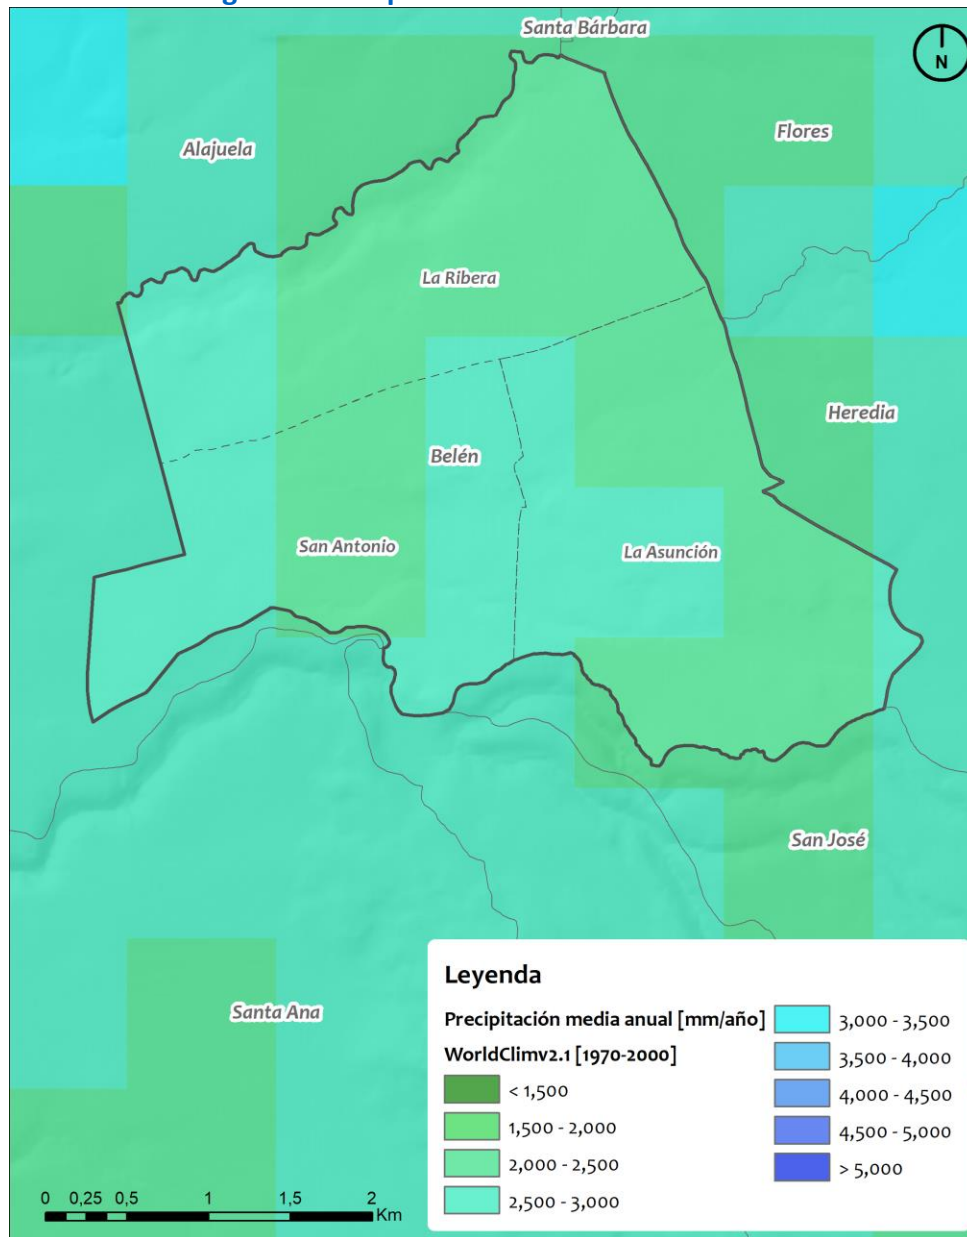 Santa Bárbara
N
Flores
Alajuela
La Ribera
Heredia
Belén
San Antonio
La Asunción
San José
Santa Ana
Leyenda
Precipitación media anual [mm/año]
WorldClimv2.1 [1970-2000]
< 1,500
1,500 - 2,000
2,000 - 2,500
2,500 - 3,000
3,000 - 3,500
3,500 - 4,000
4,000 - 4,500
4,500 - 5,000
> 5,000
0 0,25 0,5 1 1,5 2
Km